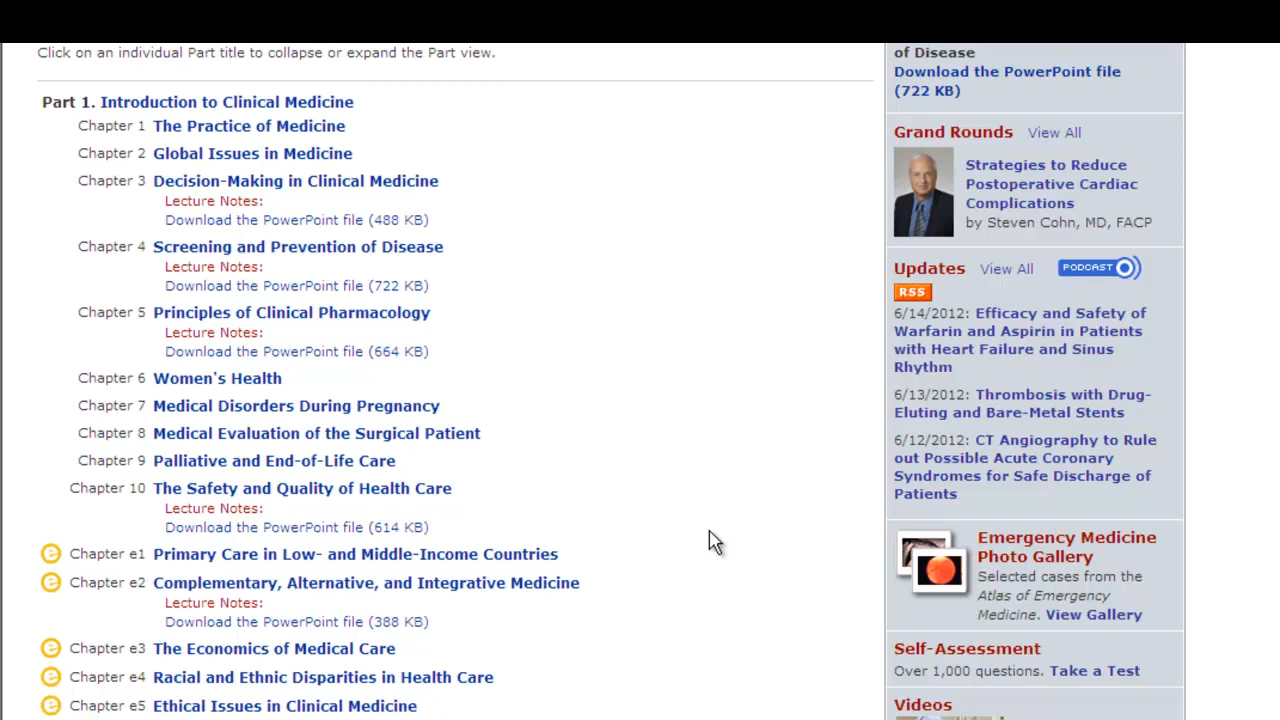 Click on an individual Part title to collapse or expand the Part view.
Part 1. Introduction to Clinical Medicine
Chapter 1 The Practice of Medicine
Chapter 2 Global Issues in Medicine
Chapter 3 Decision-Making in Clinical Medicine
Lecture Notes:
Download the PowerPoint file (488 KB)
Chapter 4 Screening and Prevention of Disease
Lecture Notes:
Download the PowerPoint file (722 KB)
Chapter 5 Principles of Clinical Pharmacology
Lecture Notes:
Download the PowerPoint file (664 KB)
Chapter 6 Women's Health
Chapter 7 Medical Disorders During Pregnancy
Chapter 8 Medical Evaluation of the Surgical Patient
Chapter 9 Palliative and End-of-Life Care
Chapter 10 The Safety and Quality of Health Care
Lecture Notes:
Download the PowerPoint file (614 KB)
e Chapter e1 Primary Care in Low- and Middle-Income Countries
e Chapter e2 Complementary, Alternative, and Integrative Medicine
Lecture Notes:
Download the PowerPoint file (388 KB)
e Chapter e3 The Economics of Medical Care
e Chapter e4 Racial and Ethnic Disparities in Health Care
e Chapter e5 Ethical Issues in Clinical Medicine
of Disease
Download the PowerPoint file
(722 KB)
Grand Rounds View All
Strategies to Reduce
Postoperative Cardiac
Complications
by Steven Cohn, MD, FACP
Updates View All PODCAST
RSS
6/14/2012: Efficacy and Safety of
Warfarin and Aspirin in Patients
with Heart Failure and Sinus
Rhythm
6/13/2012: Thrombosis with Drug-
Eluting and Bare-Metal Stents
6/12/2012: CT Angiography to Rule
out Possible Acute Coronary
Syndromes for Safe Discharge of
Patients
Emergency Medicine
Photo Gallery
Selected cases from the
Atlas of Emergency
Medicine. View Gallery
Self-Assessment
Over 1,000 questions. Take a Test
Videos